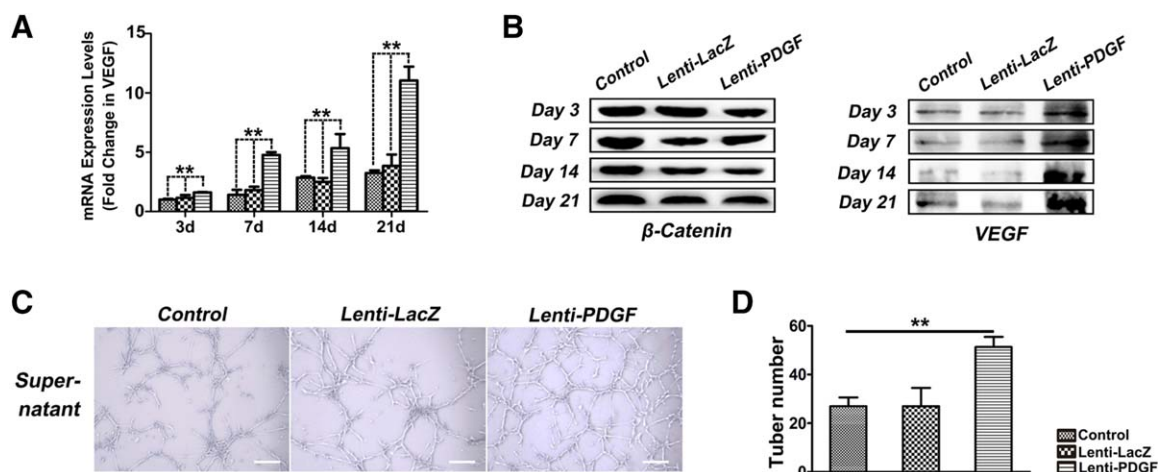 A
mRNA Expression Levels
(Fold Change in VEGF)
15
10
5
0
**
**
**
**
3d
7d
14d
21d
B
Control
Lenti-LacZ
Lenti-PDGF
Day 3
Day 7
Day 14
Day 21
β-Catenin
Control
Lenti-LacZ
Lenti-PDGF
Day 3
Day 7
Day 14
Day 21
VEGF
C
Control
Lenti-LacZ
Lenti-PDGF
Super-
natant
D
Tuber number
60
40
20
0
**
Control
Lenti-LacZ
Lenti-PDGF